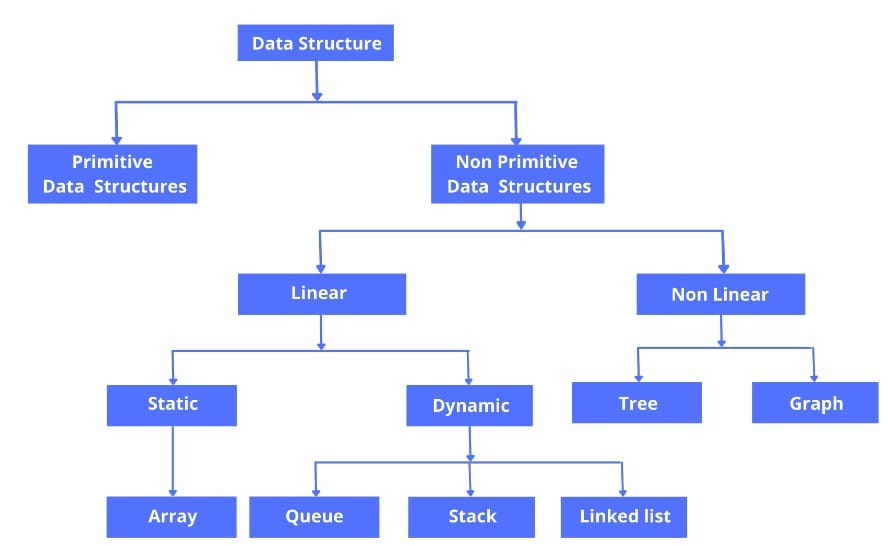 Data Structure
Primitive
Data Structures
Non Primitive
Data Structures
Linear
Non Linear
Static
Dynamic
Tree
Graph
Array
Queue
Stack
Linked list